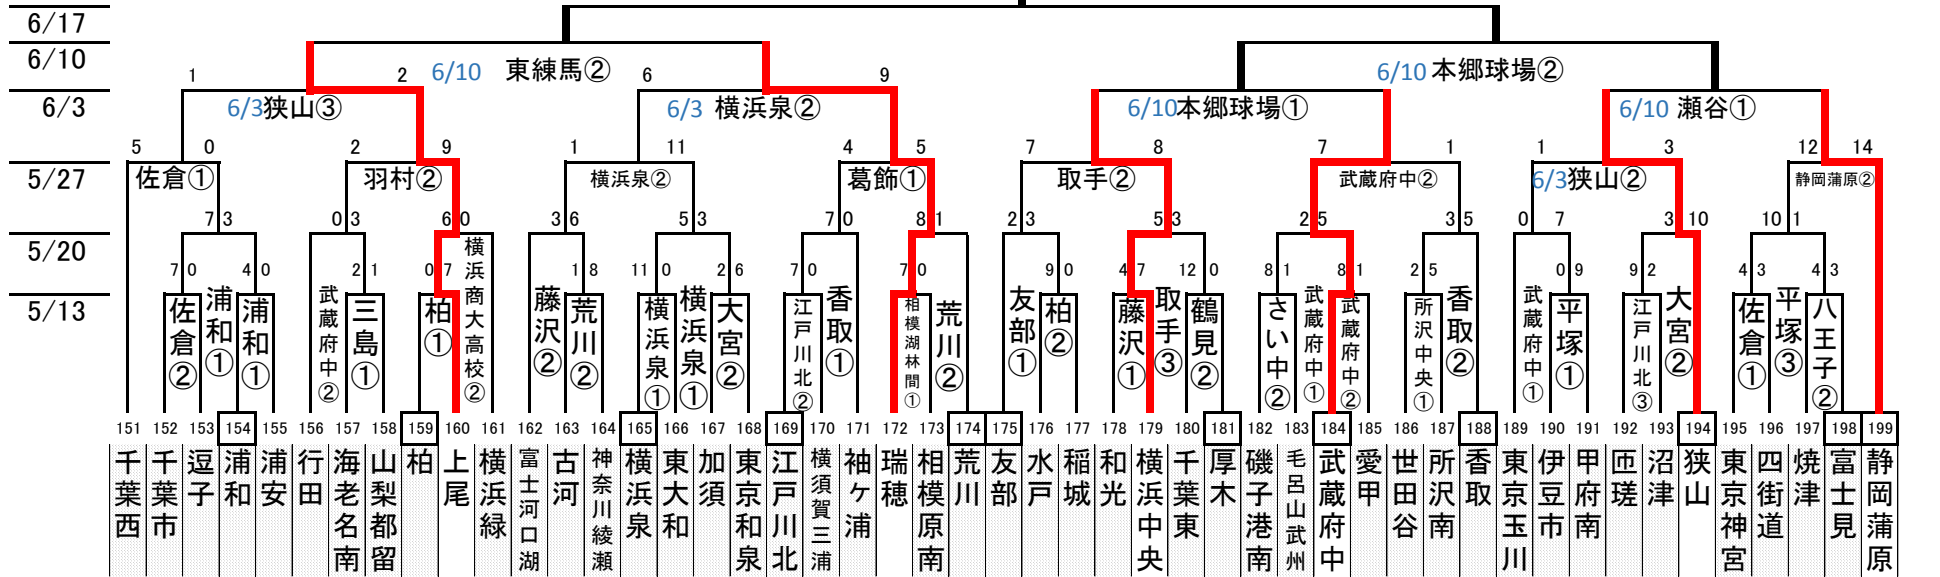 6/17
6/10
6/3
5/27
5/20
5/13
6/10 東練馬②
6/10 本郷球場②
1 2 6 9
6/3狭山③
6/3 横浜泉②
6/10本郷球場①
6/10 瀬谷①
5 0 2 9 1 11 4 5 7 8 7 1 1 3 12 14
佐倉① 羽村② 横浜泉② 葛飾① 取手② 武蔵府中② 6/3狭山② 静岡蒲原②
7 3 0 3 6 0 3 6 5 3 7 0 8 1 2 3 5 3 2 5 3 5 0 7 3 10 10 1
7 0 4 0 2 1 0 7 1 8 11 0 2 6 7 0 7 0 9 0 4 7 12 0 8 1 8 1 2 5 0 9 9 2 4 3 4 3
佐倉②
浦和①
浦和①
武蔵府中②
三島①
柏①
横浜商大高校②
藤沢②
荒川②
横浜泉①
横浜泉①
大宮②
江戸川北②
香取①
相模湖林間①
荒川②
友部①
柏②
藤沢①
取手③
鶴見②
さい中②
武蔵府中①
武蔵府中②
所沢中央①
香取②
武蔵府中①
平塚①
江戸川北③
大宮②
佐倉①
平塚③
八王子②
151 152 153 154 155 156 157 158 159 160 161 162 163 164 165 166 167 168 169 170 171 172 173 174 175 176 177 178 179 180 181 182 183 184 185 186 187 188 189 190 191 192 193 194 195 196 197 198 199
千葉西
千葉市
逗子
浦和
浦安
行田
海老名南
山梨都留
柏
上尾
横浜緑
富士河口湖
古河
神奈川綾瀬
横浜泉
東大和
加須
東京和泉
江戸川北
横須賀三浦
袖ヶ浦
瑞穂
相模原南
荒川
友部
水戸
稲城
和光
横浜中央
千葉東
厚木
磯子港南
毛呂山武州
武蔵府中
愛甲
世田谷
所沢南
香取
東京玉川
伊豆市
甲府南
匝瑳
沼津
狭山
東京神宮
四街道
焼津
富士見
静岡蒲原